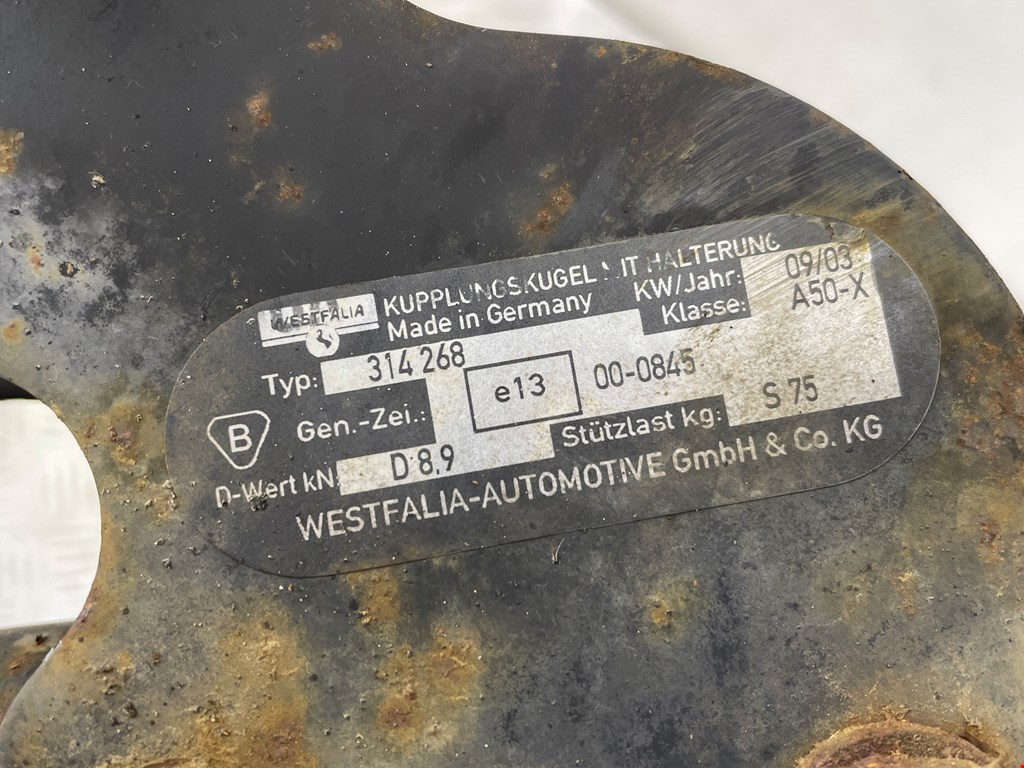 WESTFALIA
KUPPLUNGSKUGEL MIT HALTERUNG
Made in Germany
KW/Jahr: 09/03
Klasse: A50-X
Typ: 314 268
B
Gen.-Zei.: e13 00-0845
D-Wert kN: D 8,9
Stützlast kg: S 75
WESTFALIA-AUTOMOTIVE GmbH & Co. KG